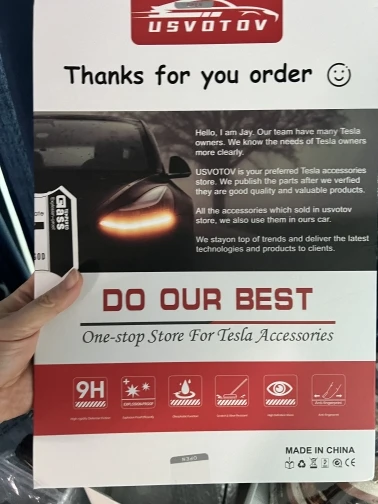 USVOTOV
Thanks for you order
Hello, I am Jay. Our team have many Tesla
owners. We know the needs of Tesla owners
more clearly.
USVOTOV is your preferred Tesla accessories
store. We publish the parts after we verfied
they are good quality and valuable products.
All the accessories which sold in usvotov
store, we also use them in ours car.
We stayon top of trends and deliver the latest
technologies and products to clients.
Glass
DO OUR BEST
One-stop Store For Tesla Accessories
9H
EXPLOSION-PROOF
MADE IN CHINA